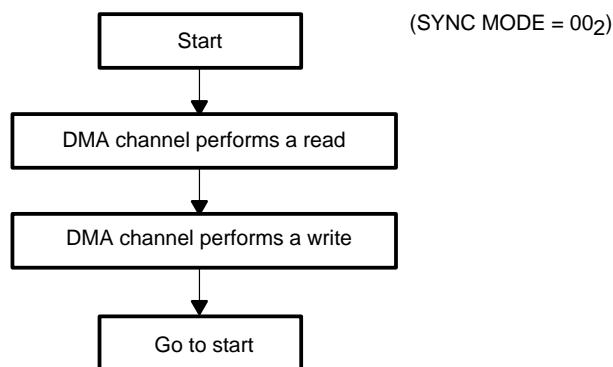 Start
(SYNC MODE = 00₂)
DMA channel performs a read
DMA channel performs a write
Go to start